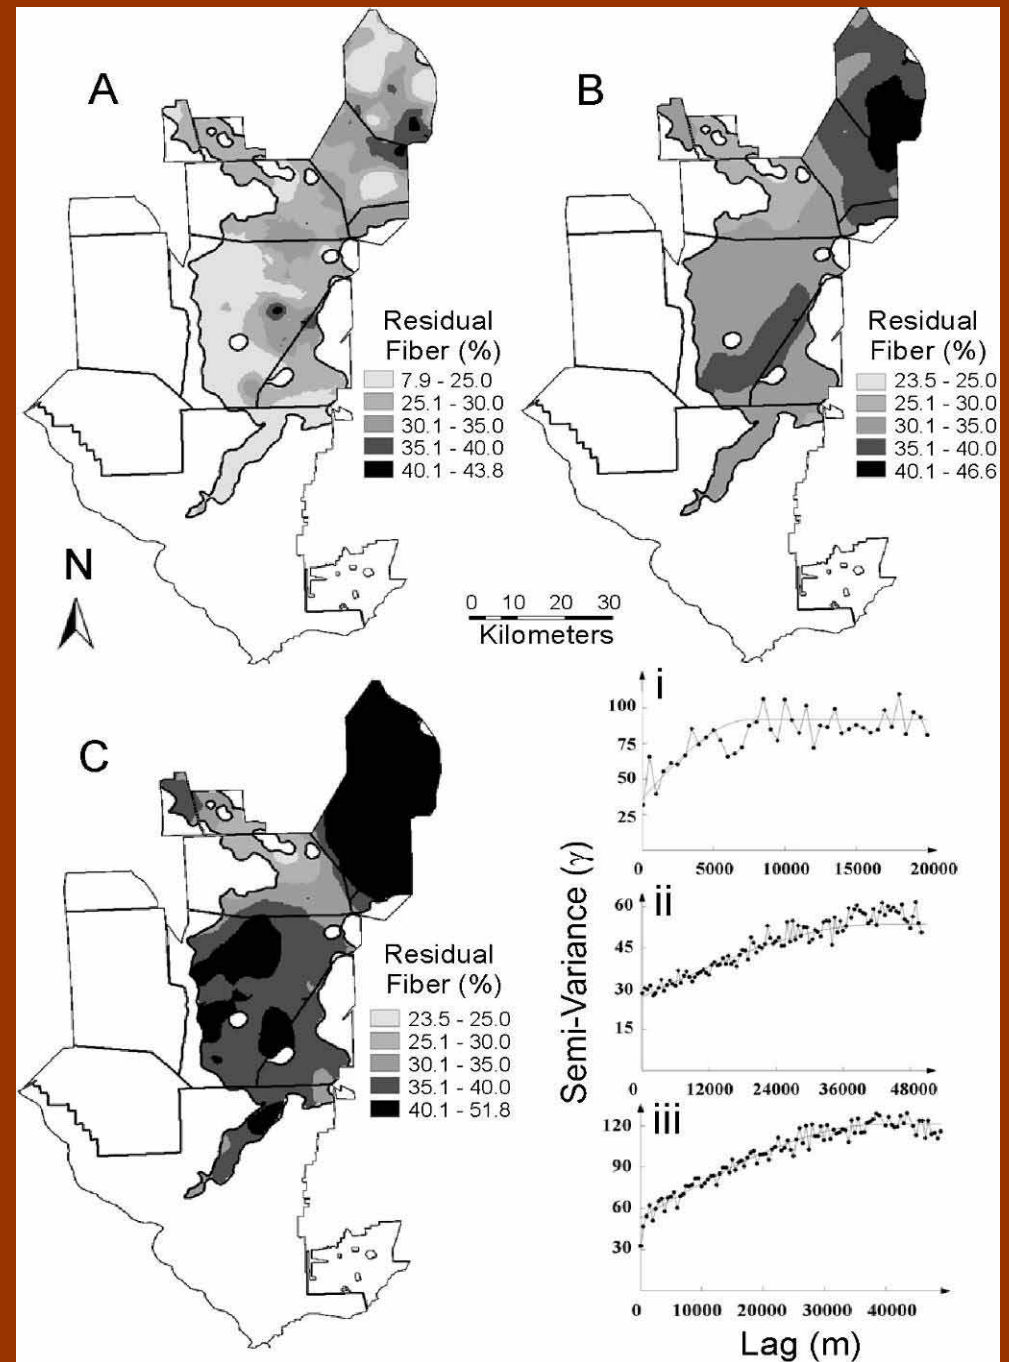 A
B
Residual
Fiber (%)
7.9 - 25.0
25.1 - 30.0
30.1 - 35.0
35.1 - 40.0
40.1 - 43.8
Residual
Fiber (%)
23.5 - 25.0
25.1 - 30.0
30.1 - 35.0
35.1 - 40.0
40.1 - 46.6
N
0 10 20 30
Kilometers
C
Residual
Fiber (%)
23.5 - 25.0
25.1 - 30.0
30.1 - 35.0
35.1 - 40.0
40.1 - 51.8
Semi-Variance (γ)
i
100
75
50
25
0 5000 10000 15000 20000
ii
60
45
30
15
0 12000 24000 36000 48000
iii
120
90
60
30
0 10000 20000 30000 40000
Lag (m)